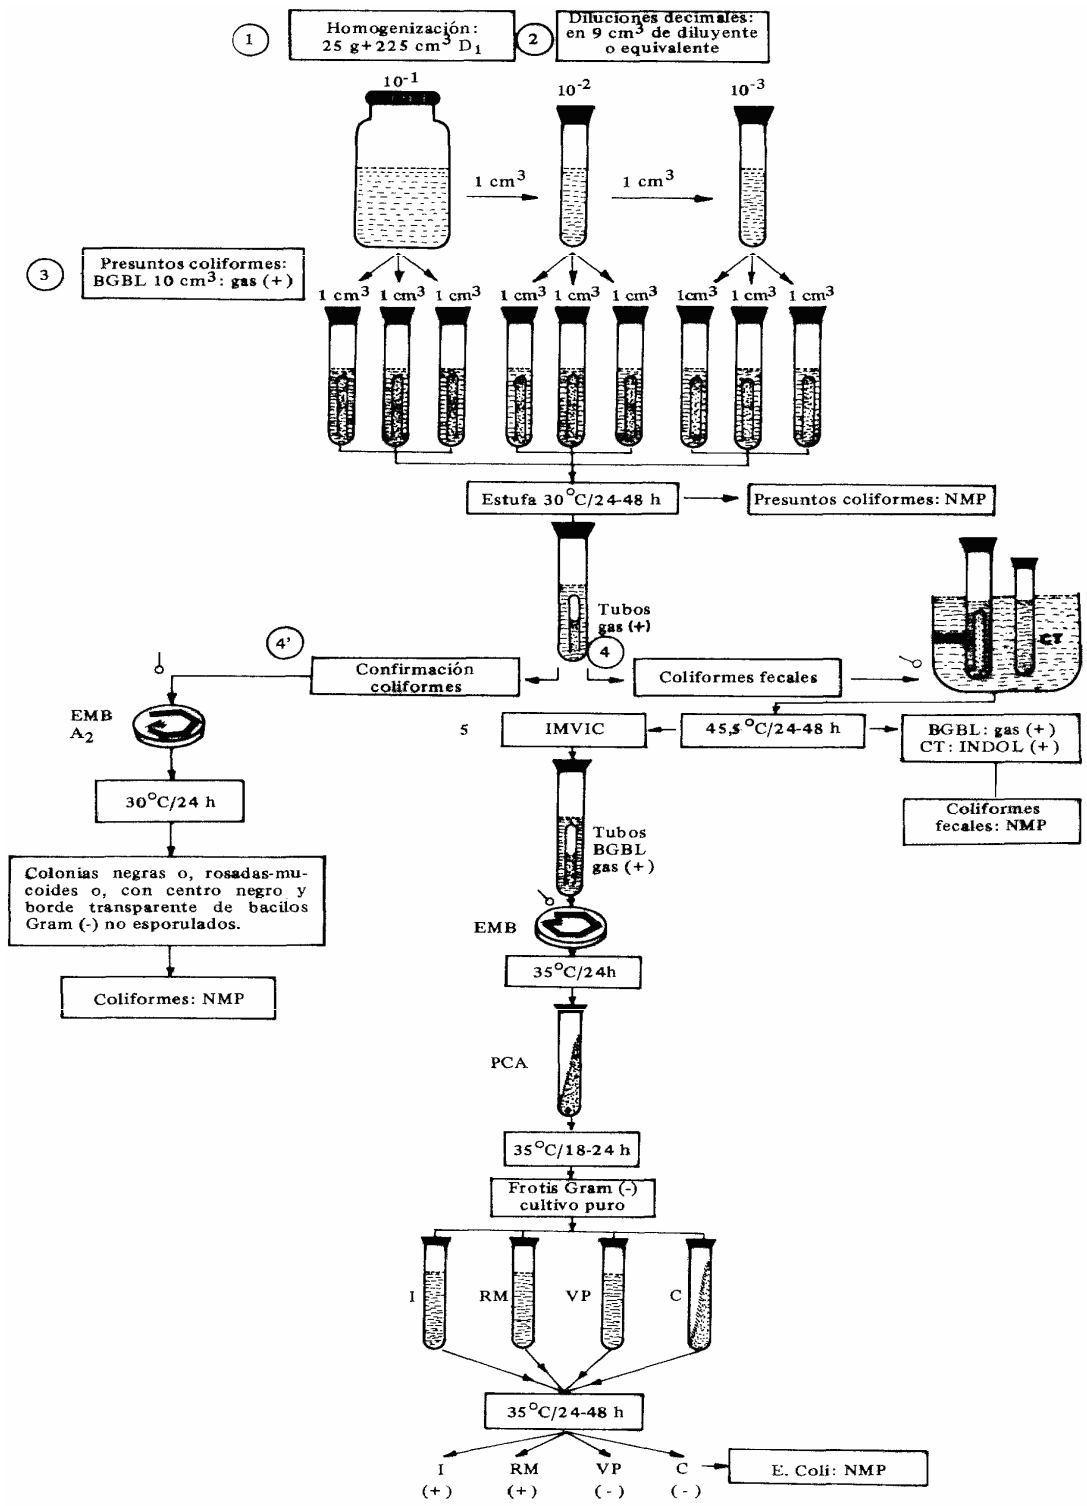 1
Homogenización:
25 g+225 cm³ D₁
2
Diluciones decimales:
en 9 cm³ de diluyente
o equivalente
10⁻¹
10⁻²
10⁻³
1 cm³
1 cm³
3
Presuntos coliformes:
BGBL 10 cm³: gas (+)
1 cm³ 1 cm³ 1 cm³ 1 cm³ 1 cm³ 1 cm³ 1cm³ 1 cm³ 1 cm³
Estufa 30°C/24-48 h
Presuntos coliformes: NMP
Tubos
gas (+)
4
4'
Confirmación
coliformes
Coliformes fecales
CT
EMB
A₂
5
IMVIC
45,5 °C/24-48 h
BGBL: gas (+)
CT: INDOL (+)
30°C/24 h
Coliformes
fecales: NMP
Tubos
BGBL
gas (+)
Colonias negras o, rosadas-mu-
coides o, con centro negro y
borde transparente de bacilos
Gram (-) no esporulados.
EMB
35°C/24h
Coliformes: NMP
PCA
35°C/18-24 h
Frotis Gram (-)
cultivo puro
I
RM
VP
C
35°C/24-48 h
I RM VP C
(+) (+) (-) (-)
E. Coli: NMP